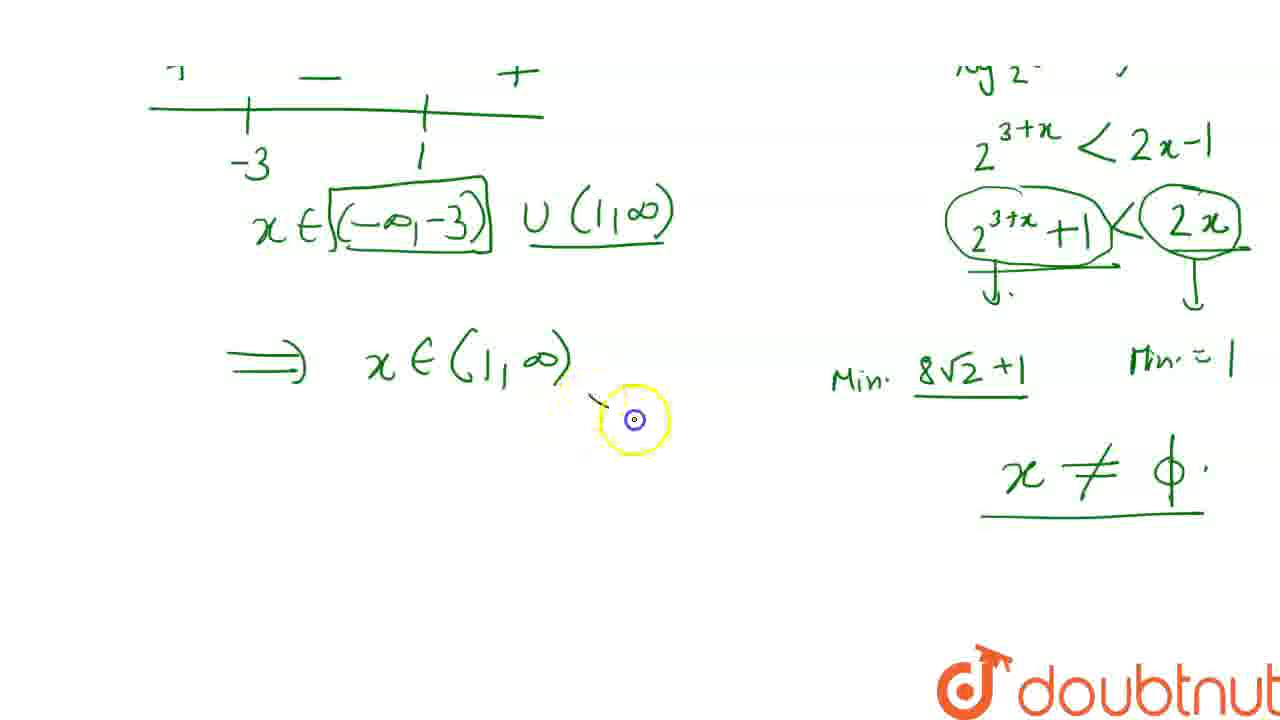 + — +
-3 1
x ∈ (-∞, -3) ∪ (1, ∞)
⟹ x ∈ (1, ∞)
2^{3+x} < 2x-1
2^{3+x} + 1 < 2x
Min. 8√2 + 1
Min. = 1
x ≠ ϕ.
doubtnut